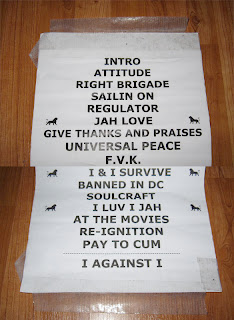 INTRO
ATTITUDE
RIGHT BRIGADE
SAILIN ON
REGULATOR
JAH LOVE
GIVE THANKS AND PRAISES
UNIVERSAL PEACE
F.V.K.
I & I SURVIVE
BANNED IN DC
SOULCRAFT
I LUV I JAH
AT THE MOVIES
RE-IGNITION
PAY TO CUM
I AGAINST I